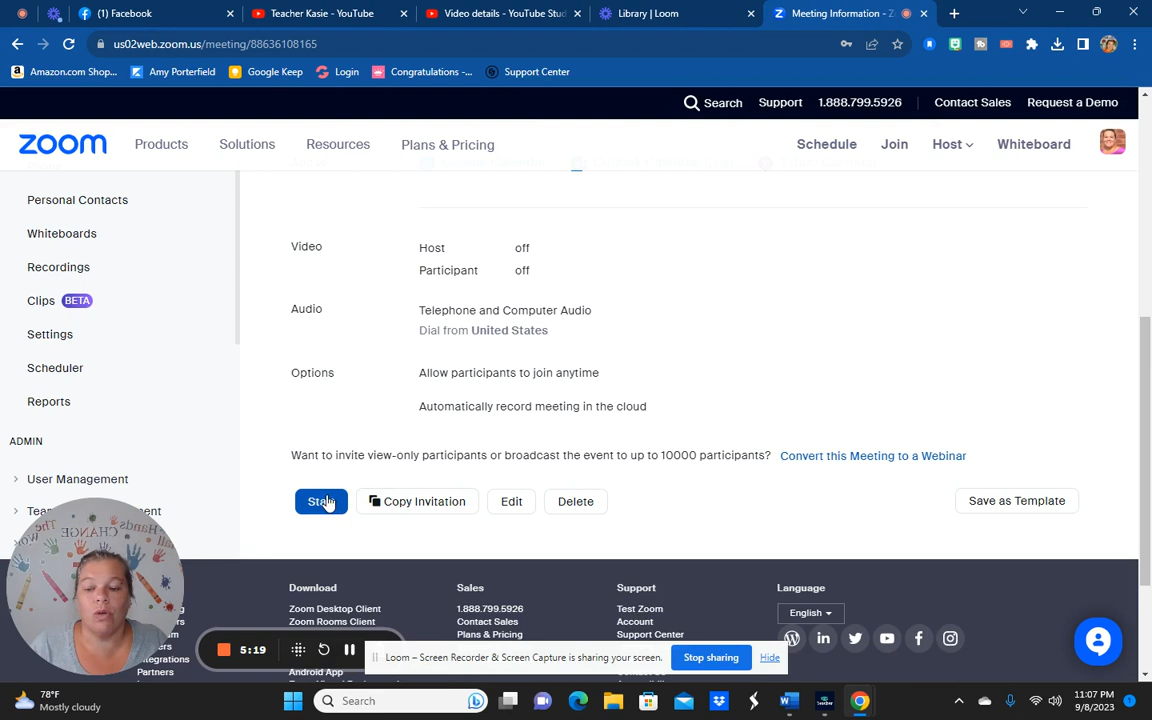 (1) Facebook
Teacher Kasie - YouTube
Video details - YouTube Stud
Library | Loom
Meeting Information - Z
us02web.zoom.us/meeting/88636108165
Amazon.com Shop...
Amy Porterfield
Google Keep
Login
Congratulations -...
Support Center
Search
Support
1.888.799.5926
Contact Sales
Request a Demo
zoom
Products
Solutions
Resources
Plans & Pricing
Schedule
Join
Host
Whiteboard
Personal Contacts
Whiteboards
Recordings
Clips BETA
Settings
Scheduler
Reports
ADMIN
User Management
Video
Host off
Participant off
Audio
Telephone and Computer Audio
Dial from United States
Options
Allow participants to join anytime
Automatically record meeting in the cloud
Want to invite view-only participants or broadcast the event to up to 10000 participants? Convert this Meeting to a Webinar
Copy Invitation
Edit
Delete
Save as Template
Download
Zoom Desktop Client
Zoom Rooms Client
Android App
Sales
1.888.799.5926
Contact Sales
Plans & Pricing
Support
Test Zoom
Account
Support Center
Language
English
CHANGE
Partners
5:19
Loom – Screen Recorder & Screen Capture is sharing your screen.
Stop sharing
Hide
78°F
Mostly cloudy
Search
11:07 PM
9/8/2023